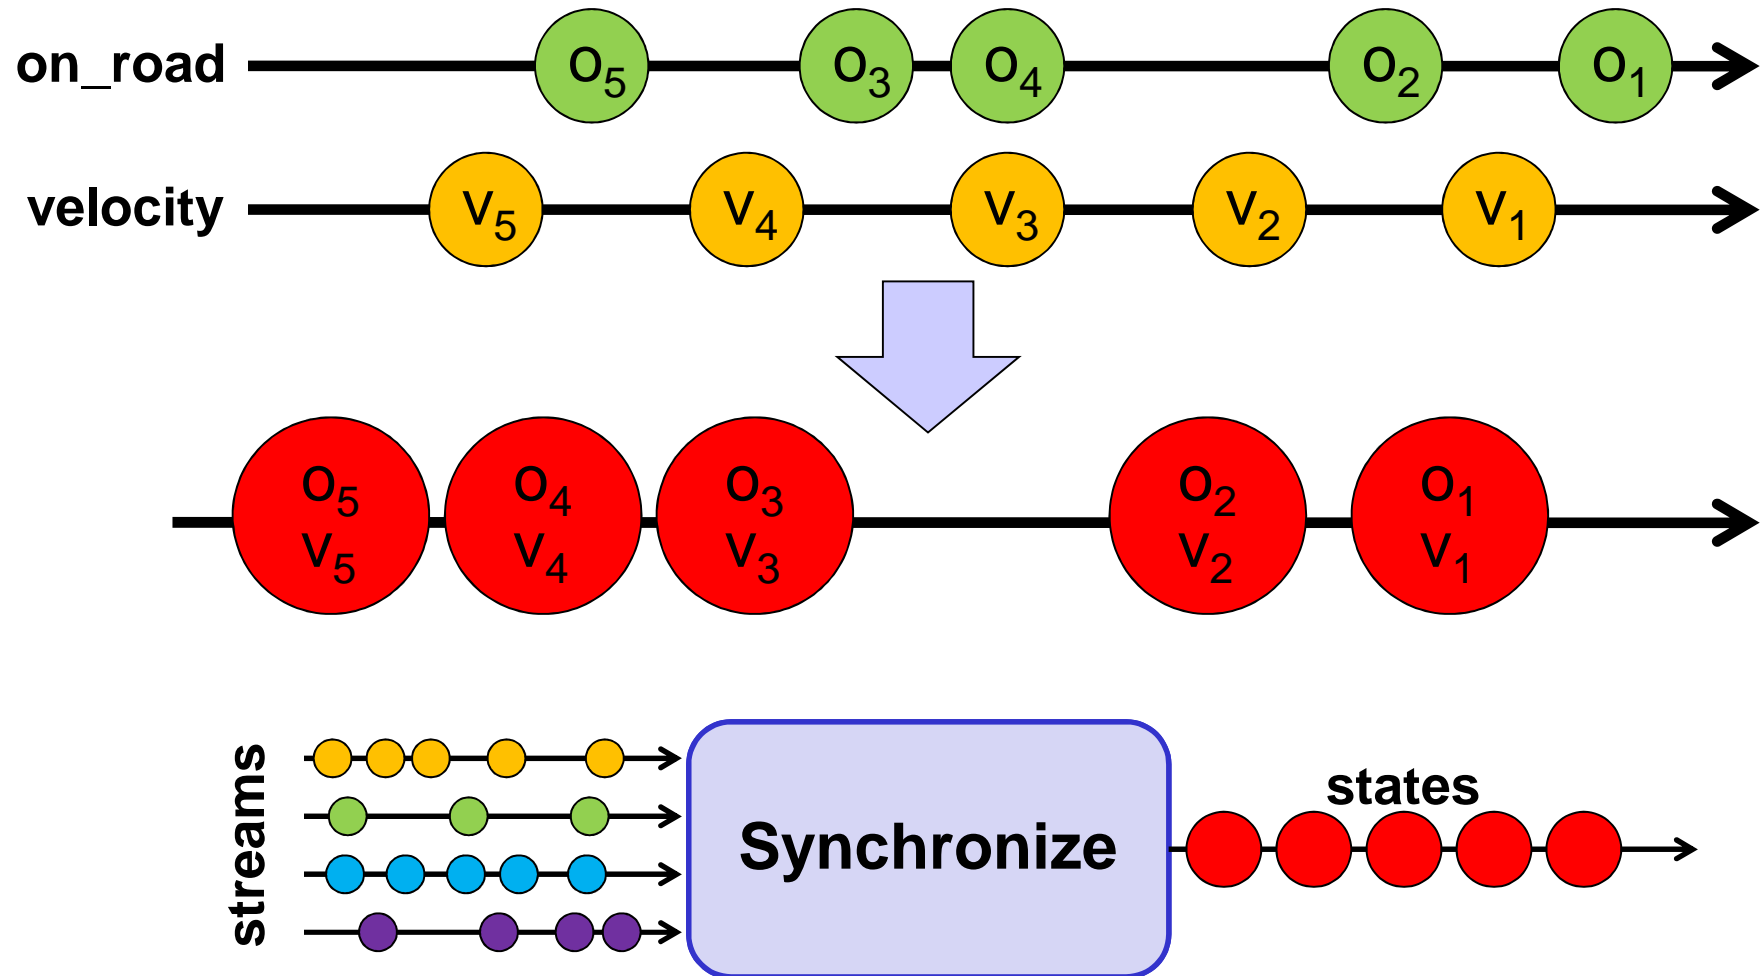 on_road o₅ o₃ o₄ o₂ o₁
velocity v₅ v₄ v₃ v₂ v₁
o₅ o₄ o₃ o₂ o₁
v₅ v₄ v₃ v₂ v₁
streams
Synchronize
states